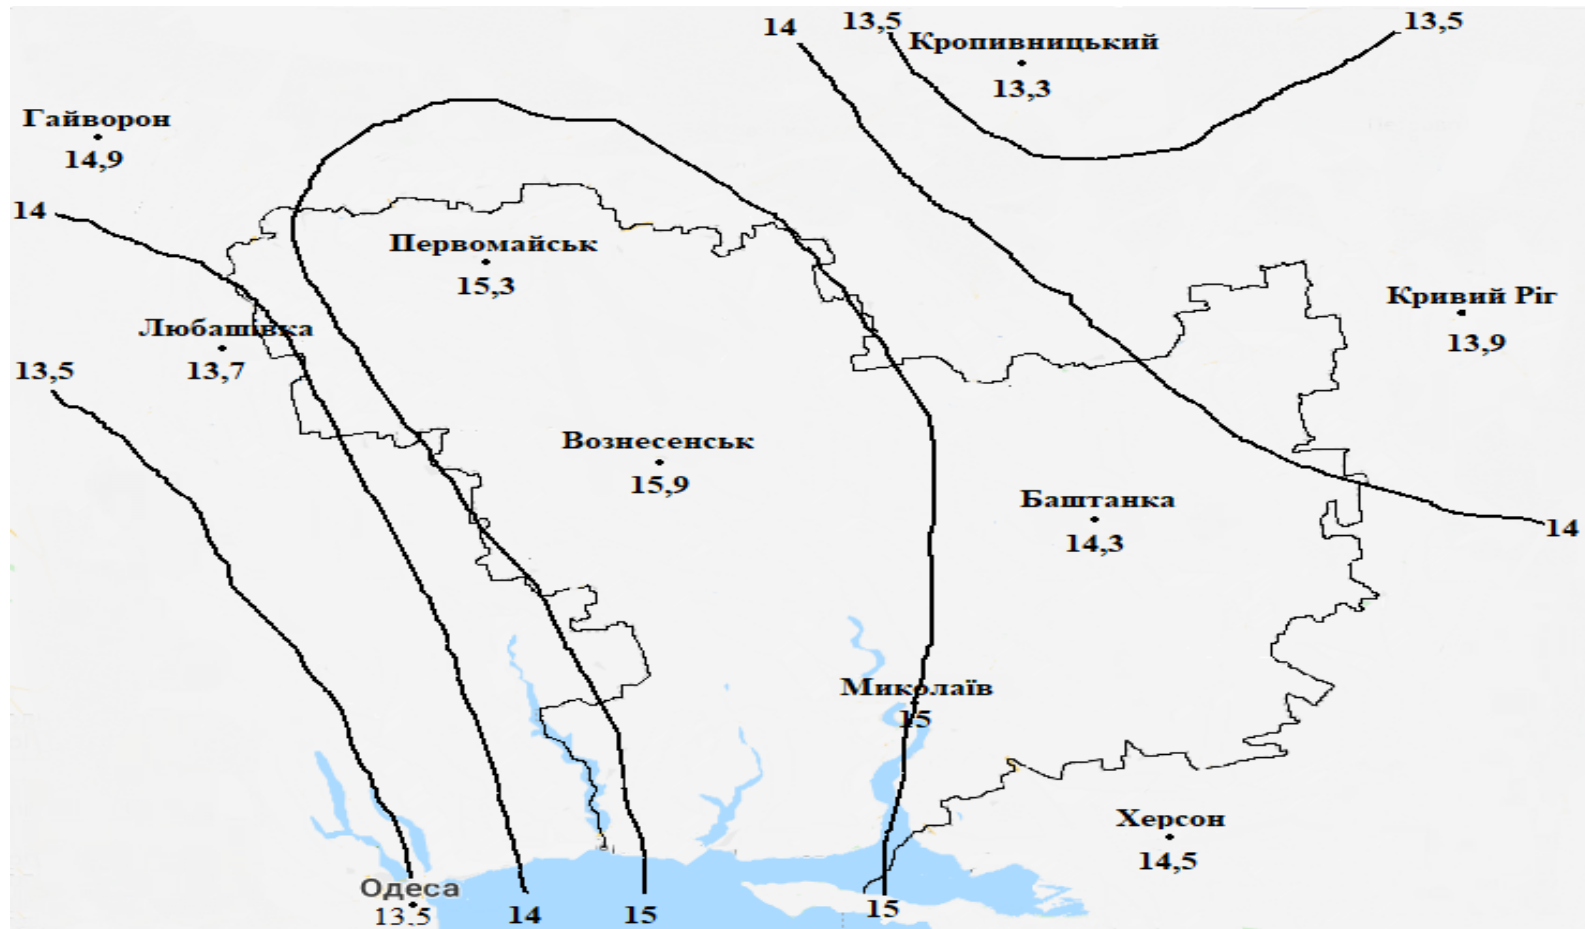 14
13,5
13,5
Кропивницький
13,3
Гайворон
14,9
14
Первомайськ
15,3
Кривий Ріг
13,9
Любашівка
13,7
13,5
Вознесенськ
15,9
Баштанка
14,3
14
Миколаїв
15
Херсон
14,5
Одеса
13,5
14
15
15